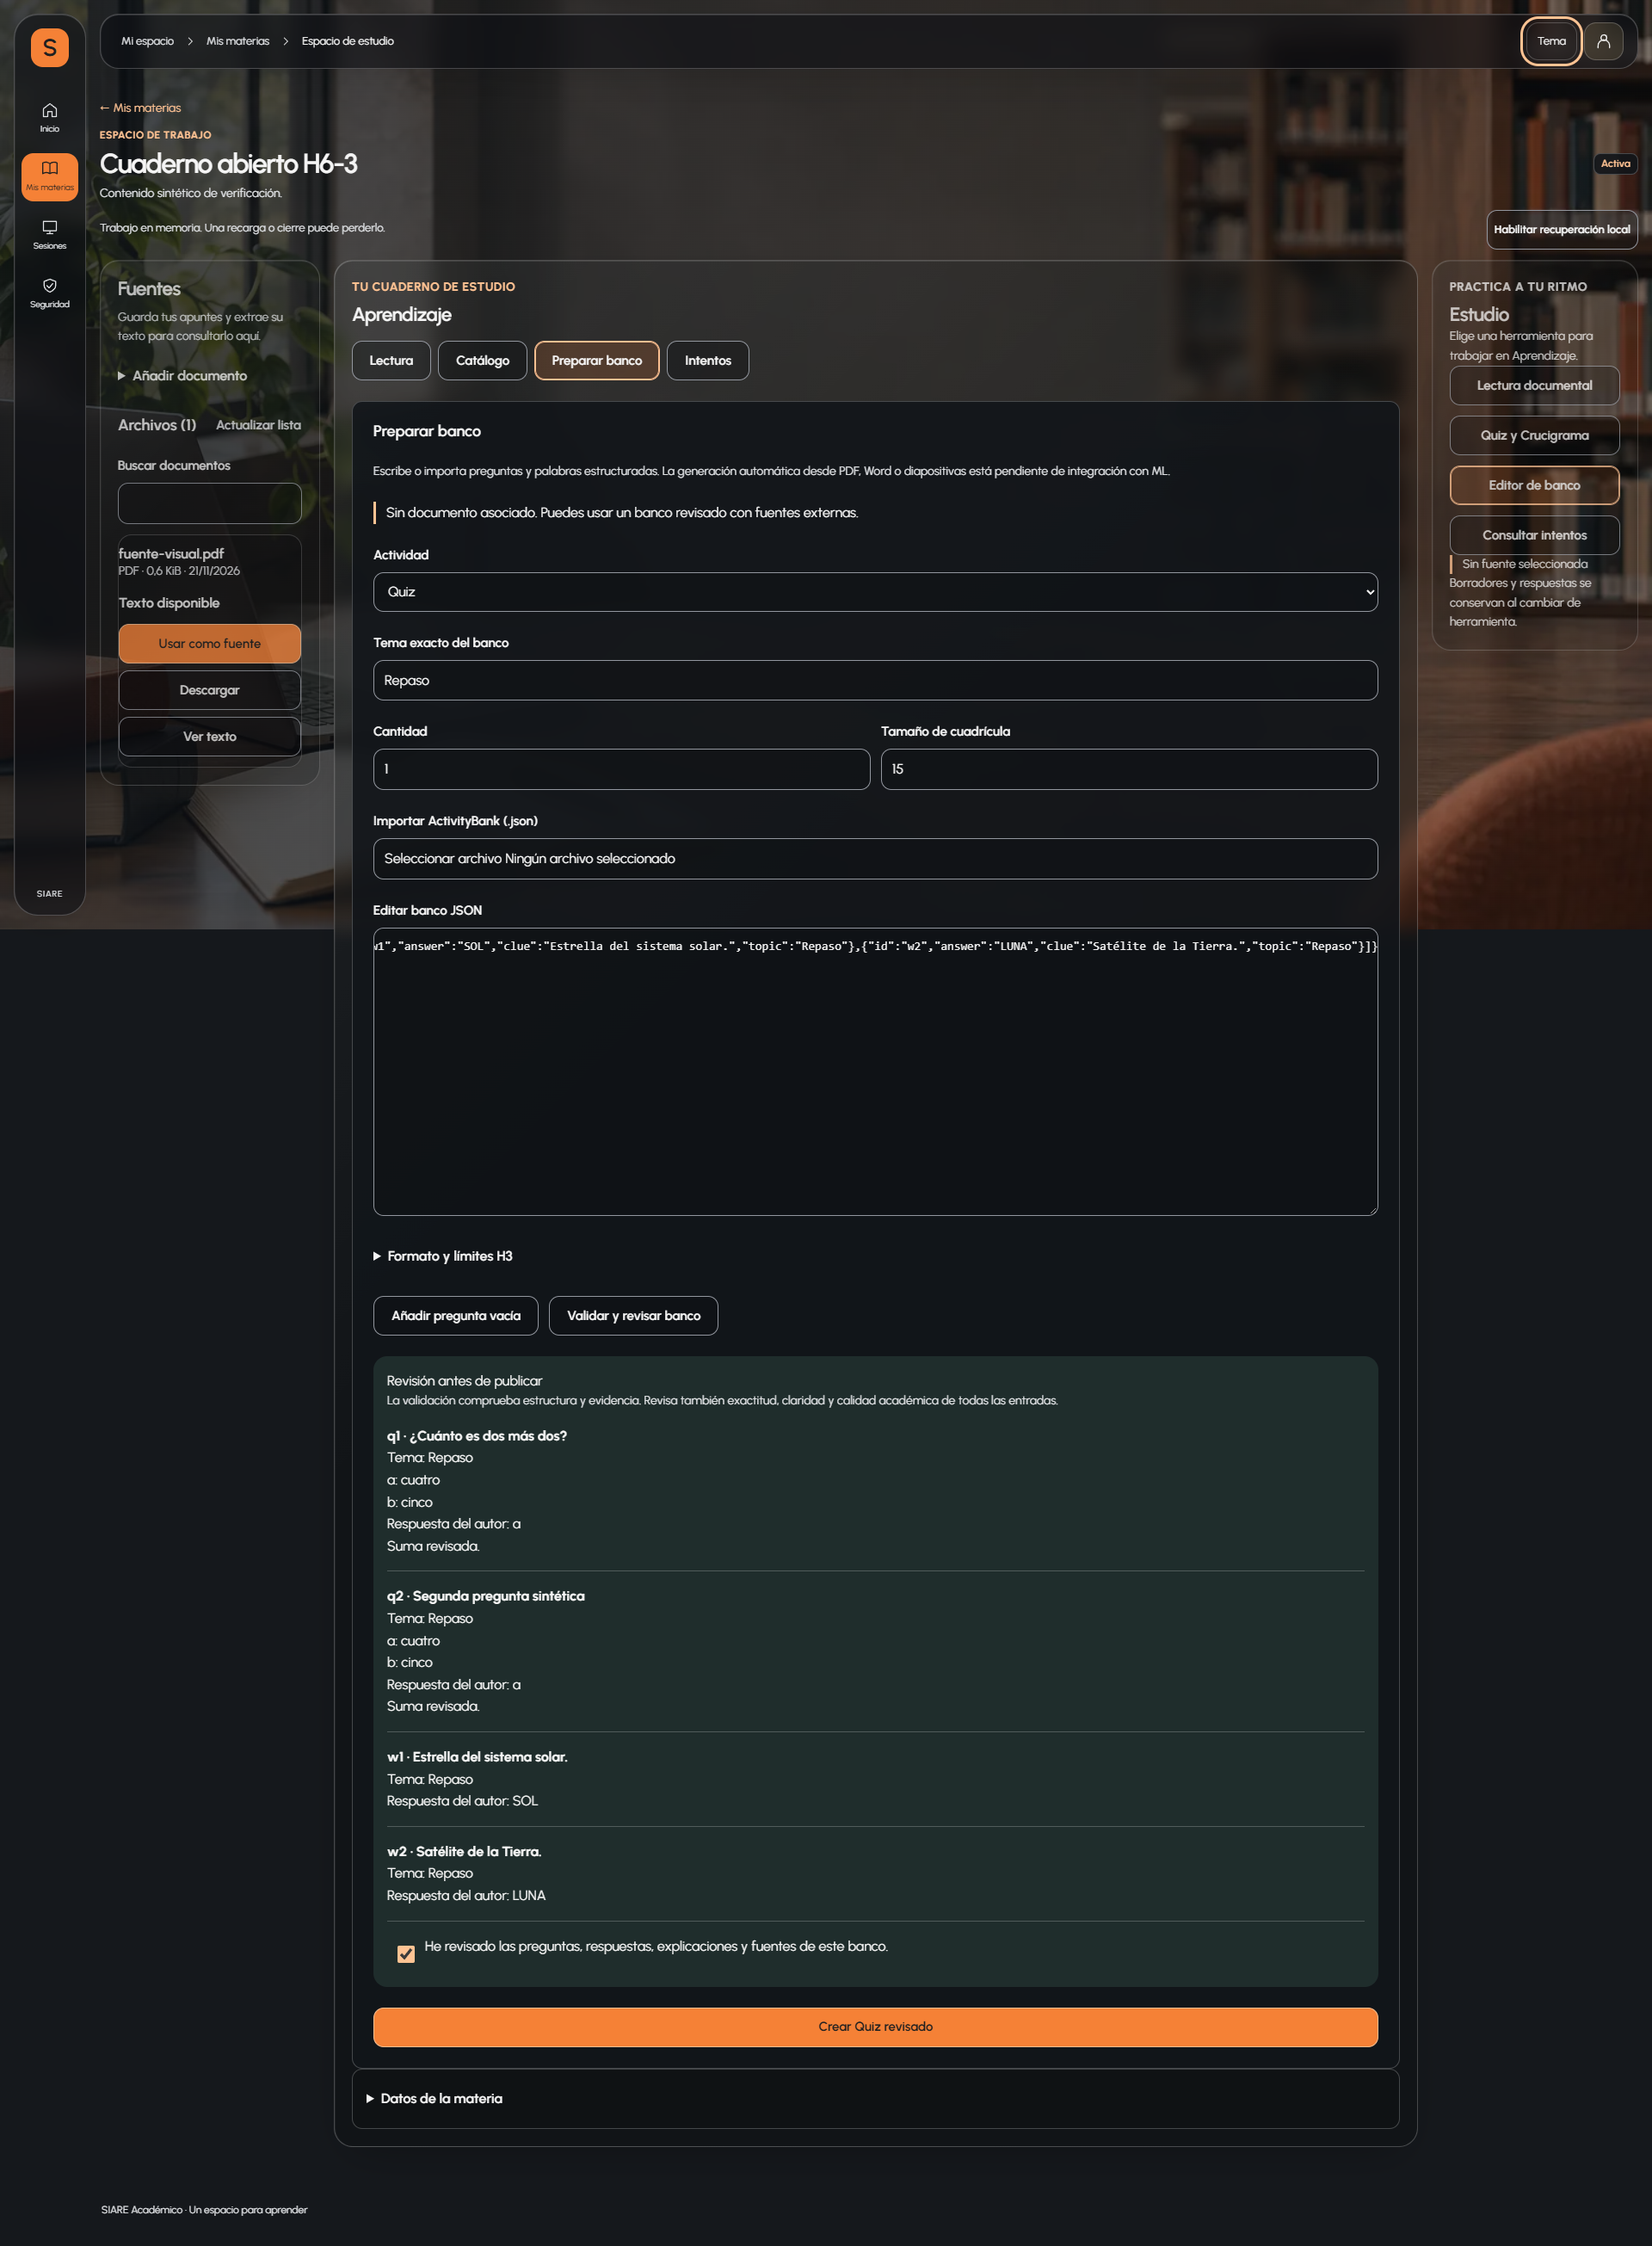 S
Inicio
Mis materias
Sesiones
Seguridad
SIARE
Mi espacio > Mis materias > Espacio de estudio
Tema
← Mis materias
ESPACIO DE TRABAJO
Cuaderno abierto H6-3
Activa
Contenido sintético de verificación.
Trabajo en memoria. Una recarga o cierre puede perderlo.
Habilitar recuperación local
Fuentes
Guarda tus apuntes y extrae su
texto para consultarlo aquí.
Añadir documento
Archivos (1) Actualizar lista
Buscar documentos
fuente-visual.pdf
PDF · 0,6 KiB · 21/11/2026
Texto disponible
Usar como fuente
Descargar
Ver texto
TU CUADERNO DE ESTUDIO
Aprendizaje
Lectura Catálogo Preparar banco Intentos
Preparar banco
Escribe o importa preguntas y palabras estructuradas. La generación automática desde PDF, Word o diapositivas está pendiente de integración con ML.
Sin documento asociado. Puedes usar un banco revisado con fuentes externas.
Actividad
Quiz
Tema exacto del banco
Repaso
Cantidad Tamaño de cuadrícula
1 15
Importar ActivityBank (.json)
Seleccionar archivo Ningún archivo seleccionado
Editar banco JSON
w1","answer":"SOL","clue":"Estrella del sistema solar.","topic":"Repaso"},{"id":"w2","answer":"LUNA","clue":"Satélite de la Tierra.","topic":"Repaso"}]}
Formato y límites H3
Añadir pregunta vacía Validar y revisar banco
Revisión antes de publicar
La validación comprueba estructura y evidencia. Revisa también exactitud, claridad y calidad académica de todas las entradas.
q1 · ¿Cuánto es dos más dos?
Tema: Repaso
a: cuatro
b: cinco
Respuesta del autor: a
Suma revisada.
q2 · Segunda pregunta sintética
Tema: Repaso
a: cuatro
b: cinco
Respuesta del autor: a
Suma revisada.
w1 · Estrella del sistema solar.
Tema: Repaso
Respuesta del autor: SOL
w2 · Satélite de la Tierra.
Tema: Repaso
Respuesta del autor: LUNA
He revisado las preguntas, respuestas, explicaciones y fuentes de este banco.
Crear Quiz revisado
Datos de la materia
PRACTICA A TU RITMO
Estudio
Elige una herramienta para
trabajar en Aprendizaje.
Lectura documental
Quiz y Crucigrama
Editor de banco
Consultar intentos
Sin fuente seleccionada
Borradores y respuestas se
conservan al cambiar de
herramienta.
SIARE Académico · Un espacio para aprender